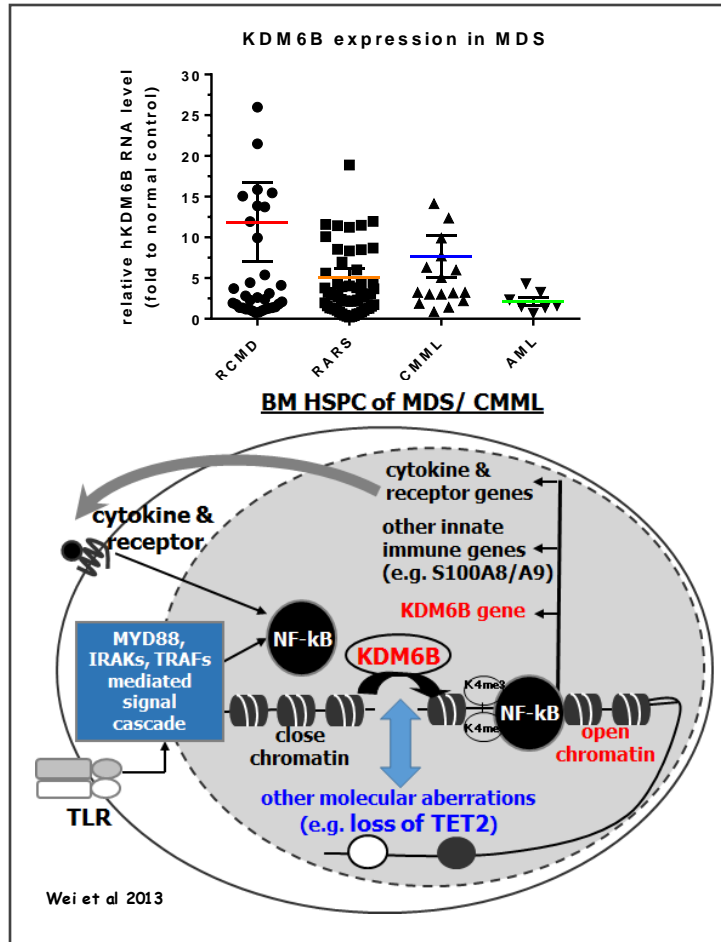 KDM6B expression in MDS
relative hKDM6B RNA level
(fold to normal control)
30
25
20
15
10
5
0
RCMD
RARS
CMML
AML
BM HSPC of MDS/ CMML
cytokine &
receptor genes
cytokine &
receptor
other innate
immune genes
(e.g. S100A8/A9)
KDM6B gene
MYD88,
IRAKs, TRAFs
mediated
signal
cascade
NF-kB
KDM6B
K4me3
K4me
NF-kB
close
chromatin
open
chromatin
other molecular aberrations
(e.g. loss of TET2)
TLR
Wei et al 2013